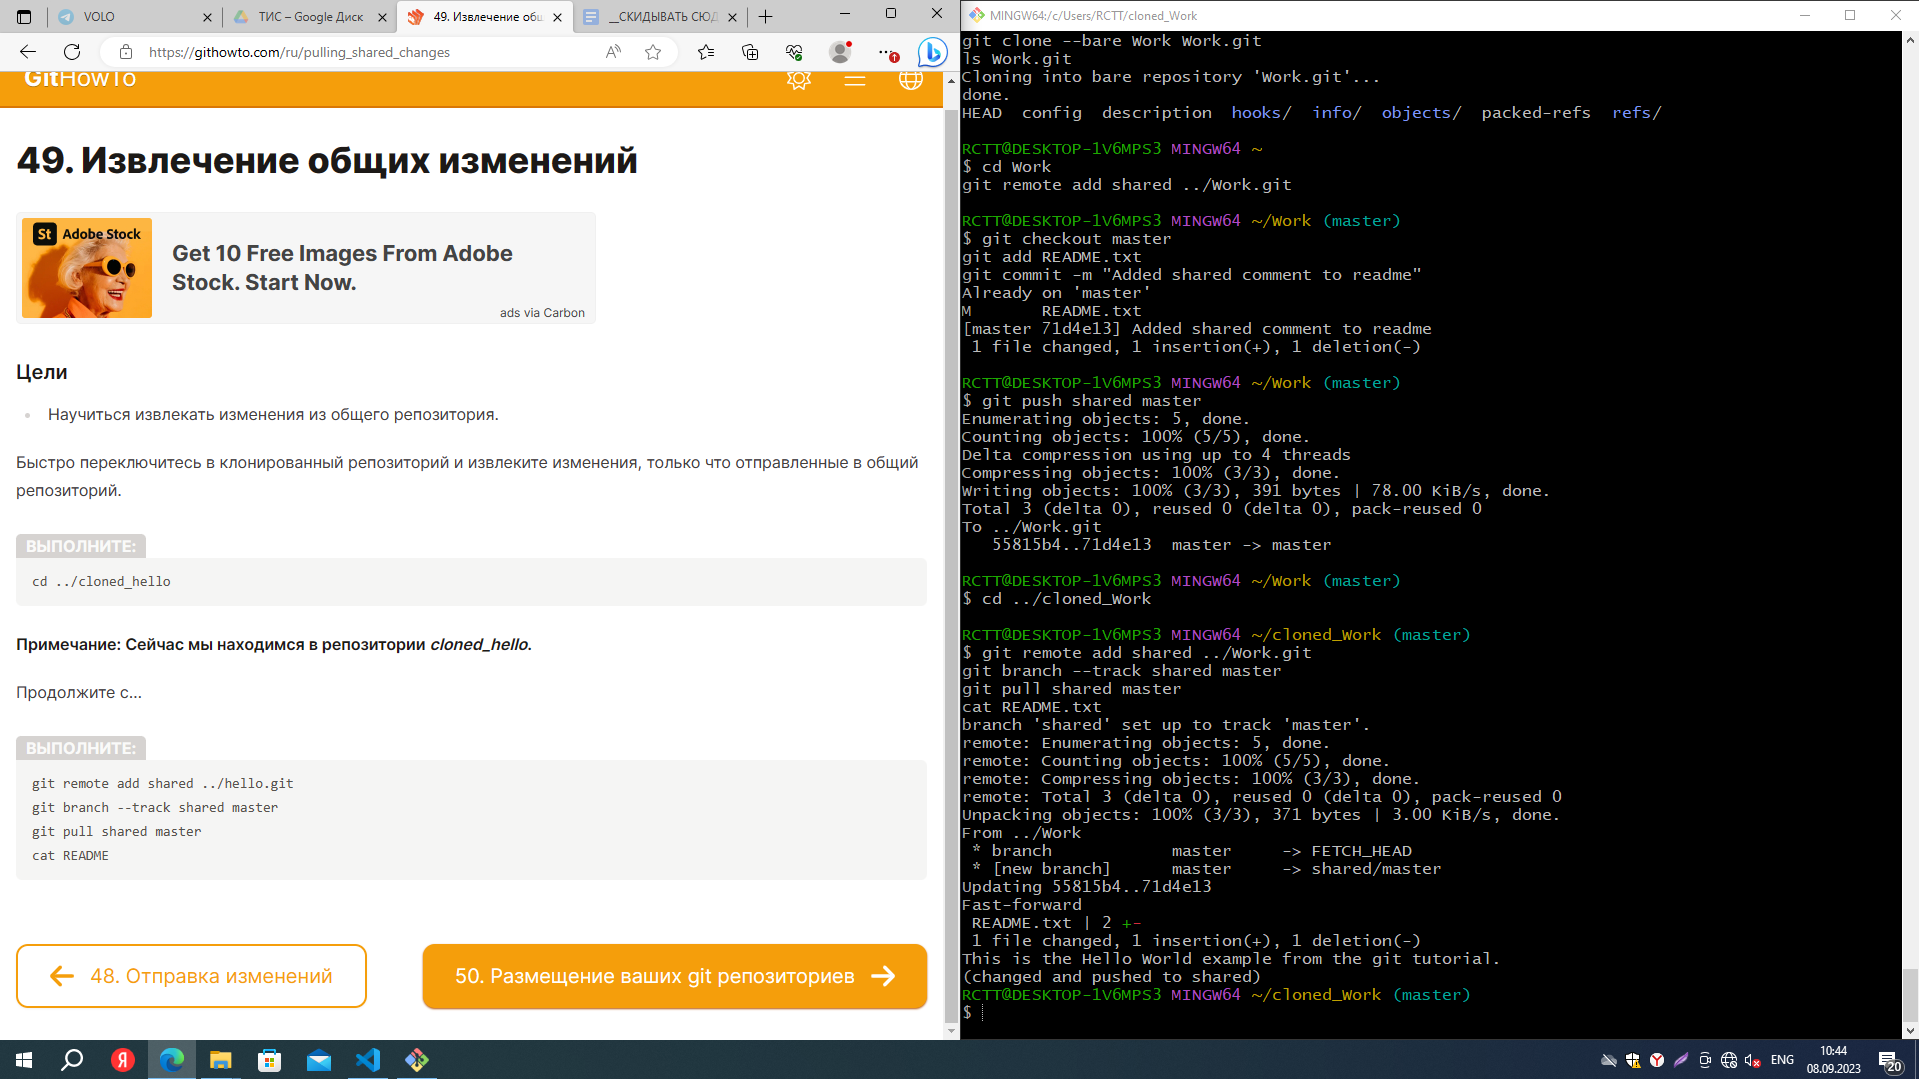 VOLO
ТИС – Google Диск
49. Извлечение общ
__СКИДЫВАТЬ СЮД
https://githowto.com/ru/pulling_shared_changes
GitHowTo
49. Извлечение общих изменений
St Adobe Stock
Get 10 Free Images From Adobe
Stock. Start Now.
ads via Carbon
Цели
Научиться извлекать изменения из общего репозитория.
Быстро переключитесь в клонированный репозиторий и извлеките изменения, только что отправленные в общий
репозиторий.
ВЫПОЛНИТЕ:
cd ../cloned_hello
Примечание: Сейчас мы находимся в репозитории cloned_hello.
Продолжите с...
ВЫПОЛНИТЕ:
git remote add shared ../hello.git
git branch --track shared master
git pull shared master
cat README
48. Отправка изменений
50. Размещение ваших git репозиториев
MINGW64:/c/Users/RCTT/cloned_Work
git clone --bare Work Work.git
ls Work.git
Cloning into bare repository 'Work.git'...
done.
HEAD config description hooks/ info/ objects/ packed-refs refs/
RCTT@DESKTOP-1V6MPS3 MINGW64 ~
$ cd Work
git remote add shared ../Work.git
RCTT@DESKTOP-1V6MPS3 MINGW64 ~/Work (master)
$ git checkout master
git add README.txt
git commit -m "Added shared comment to readme"
Already on 'master'
M README.txt
[master 71d4e13] Added shared comment to readme
1 file changed, 1 insertion(+), 1 deletion(-)
RCTT@DESKTOP-1V6MPS3 MINGW64 ~/Work (master)
$ git push shared master
Enumerating objects: 5, done.
Counting objects: 100% (5/5), done.
Delta compression using up to 4 threads
Compressing objects: 100% (3/3), done.
Writing objects: 100% (3/3), 391 bytes | 78.00 KiB/s, done.
Total 3 (delta 0), reused 0 (delta 0), pack-reused 0
To ../Work.git
55815b4..71d4e13 master -> master
RCTT@DESKTOP-1V6MPS3 MINGW64 ~/Work (master)
$ cd ../cloned_Work
RCTT@DESKTOP-1V6MPS3 MINGW64 ~/cloned_Work (master)
$ git remote add shared ../Work.git
git branch --track shared master
git pull shared master
cat README.txt
branch 'shared' set up to track 'master'.
remote: Enumerating objects: 5, done.
remote: Counting objects: 100% (5/5), done.
remote: Compressing objects: 100% (3/3), done.
remote: Total 3 (delta 0), reused 0 (delta 0), pack-reused 0
Unpacking objects: 100% (3/3), 371 bytes | 3.00 KiB/s, done.
From ../Work
* branch master -> FETCH_HEAD
* [new branch] master -> shared/master
Updating 55815b4..71d4e13
Fast-forward
README.txt | 2 +-
1 file changed, 1 insertion(+), 1 deletion(-)
This is the Hello World example from the git tutorial.
(changed and pushed to shared)
RCTT@DESKTOP-1V6MPS3 MINGW64 ~/cloned_Work (master)
$
Я
ENG
10:44
08.09.2023
20